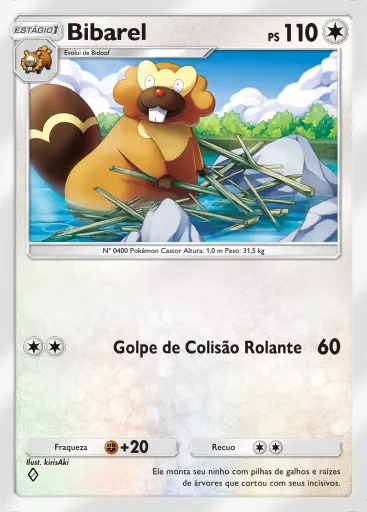 ESTÁGIO 1
Bibarel
PS 110
Evolui de Bidoof
N° 0400 Pokémon Castor Altura: 1,0 m Peso: 31,5 kg
Golpe de Colisão Rolante 60
Fraqueza +20
Recuo
Ilust. kirisAki
Ele monta seu ninho com pilhas de galhos e raízes
de árvores que cortou com seus incisivos.